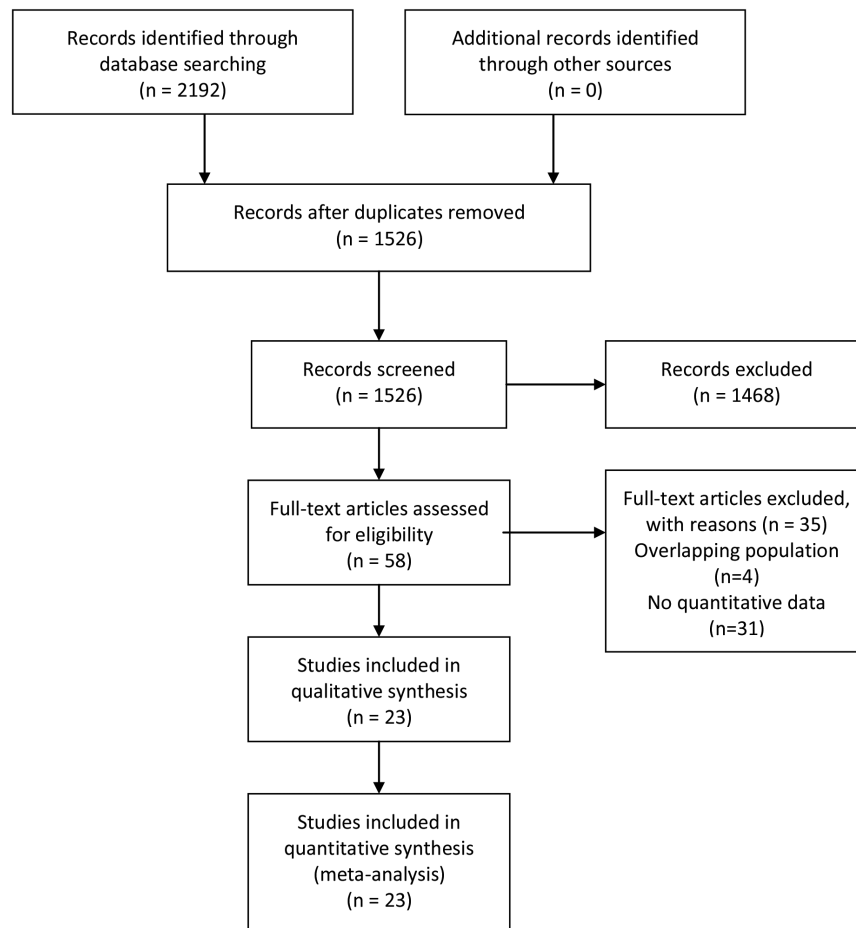 Records identified through
database searching
(n = 2192)
Additional records identified
through other sources
(n = 0)
Records after duplicates removed
(n = 1526)
Records screened
(n = 1526)
Records excluded
(n = 1468)
Full-text articles assessed
for eligibility
(n = 58)
Full-text articles excluded,
with reasons (n = 35)
Overlapping population
(n=4)
No quantitative data
(n=31)
Studies included in
qualitative synthesis
(n = 23)
Studies included in
quantitative synthesis
(meta-analysis)
(n = 23)